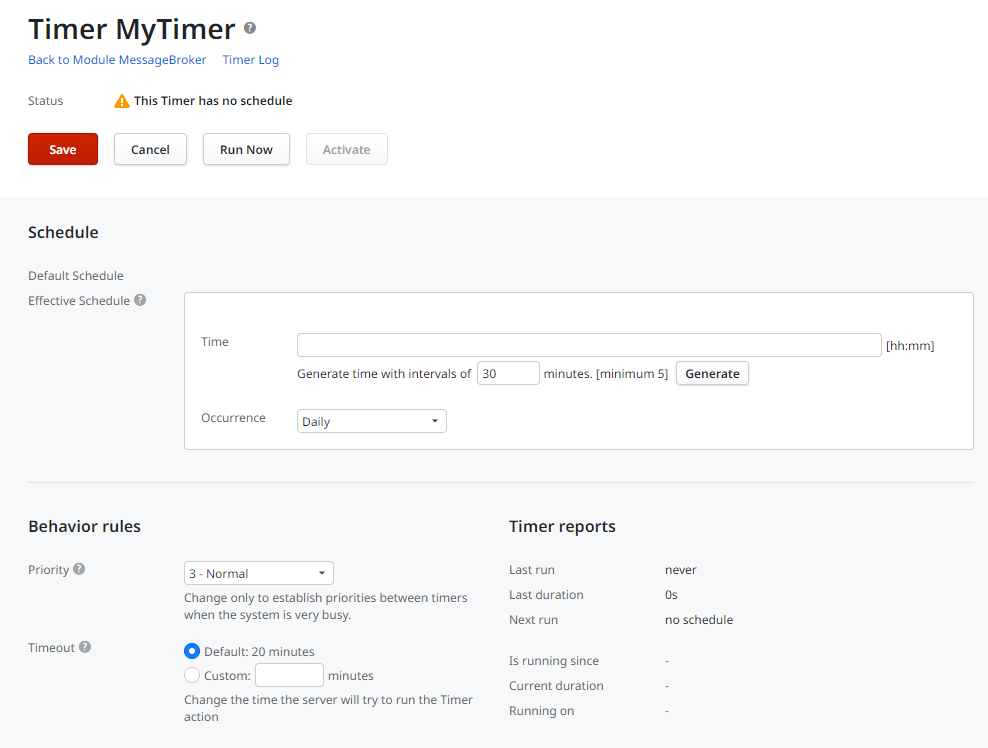 Timer MyTimer ?
Back to Module MessageBroker Timer Log
Status This Timer has no schedule
Save Cancel Run Now Activate
Schedule
Default Schedule
Effective Schedule ?
Time [hh:mm]
Generate time with intervals of 30 minutes. [minimum 5] Generate
Occurrence Daily
Behavior rules
Priority ? 3 - Normal
Change only to establish priorities between timers
when the system is very busy.
Timeout ? Default: 20 minutes
Custom: minutes
Change the time the server will try to run the Timer
action
Timer reports
Last run never
Last duration 0s
Next run no schedule
Is running since -
Current duration -
Running on -